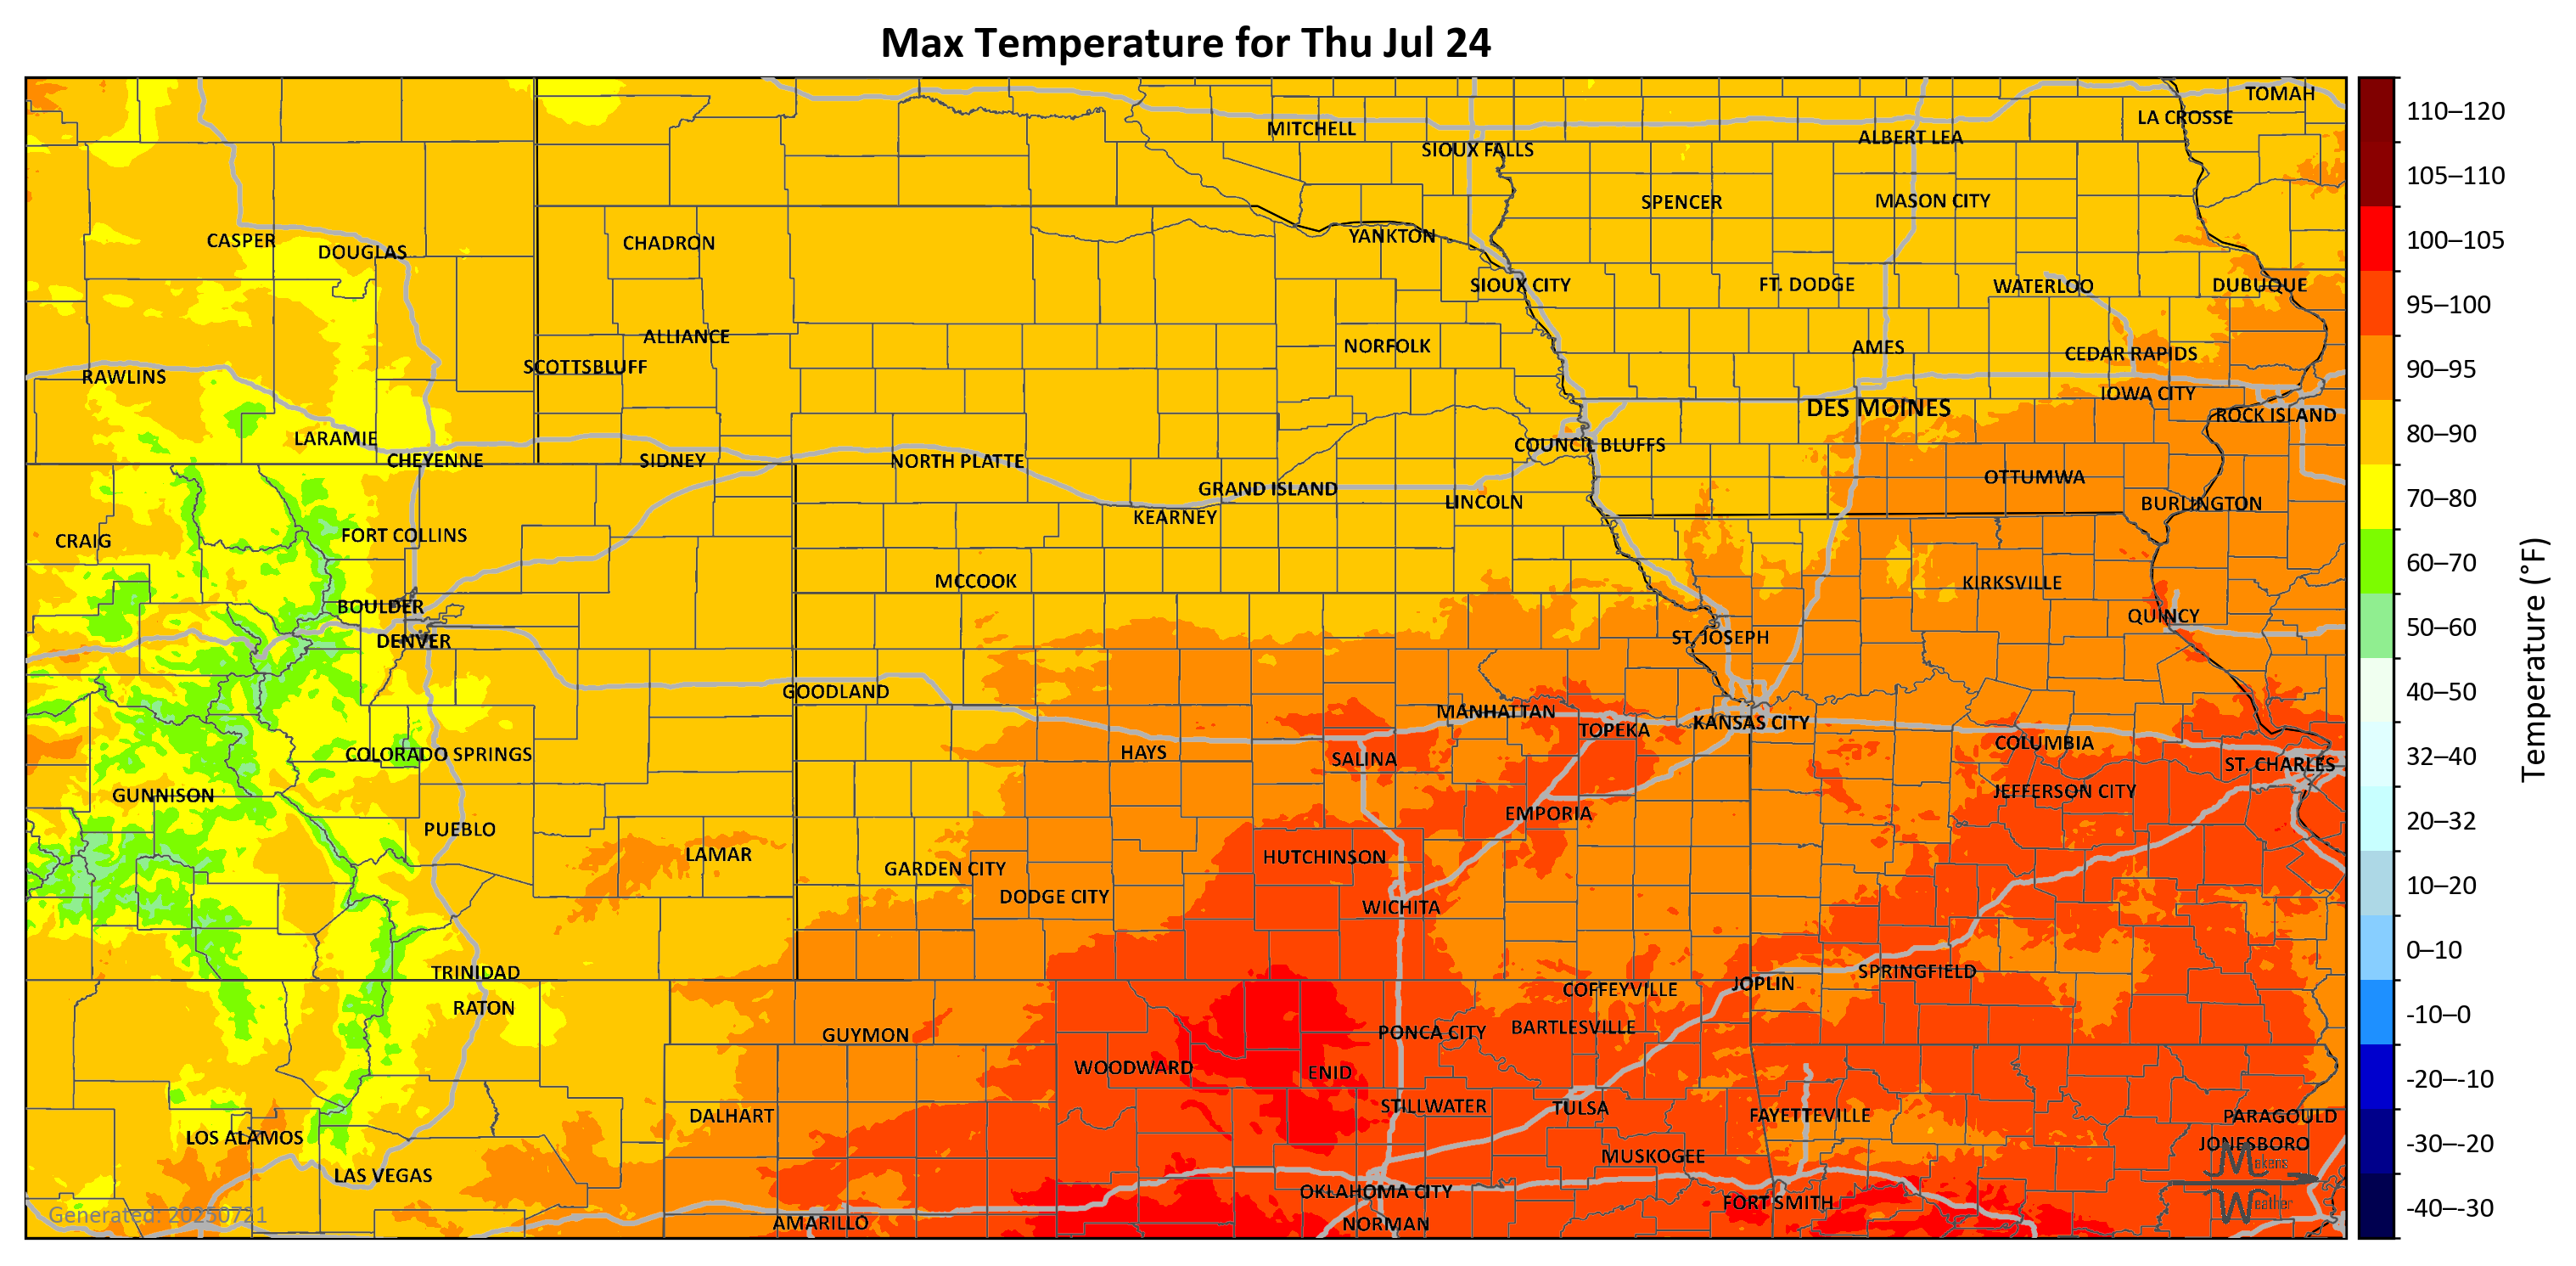 Max Temperature for Thu Jul 24
TOMAH
LA CROSSE
MITCHELL
ALBERT LEA
SIOUX FALLS
SPENCER
MASON CITY
CASPER
DOUGLAS
CHADRON
YANKTON
SIOUX CITY
FT. DODGE
WATERLOO
DUBUQUE
ALLIANCE
NORFOLK
AMES
CEDAR RAPIDS
SCOTTSBLUFF
RAWLINS
IOWA CITY
DES MOINES
ROCK ISLAND
LARAMIE
COUNCIL BLUFFS
CHEYENNE
SIDNEY
NORTH PLATTE
OTTUMWA
GRAND ISLAND
LINCOLN
BURLINGTON
KEARNEY
CRAIG
FORT COLLINS
MCCOOK
KIRKSVILLE
BOULDER
QUINCY
DENVER
ST. JOSEPH
GOODLAND
MANHATTAN
KANSAS CITY
TOPEKA
COLUMBIA
COLORADO SPRINGS
HAYS
SALINA
ST. CHARLES
GUNNISON
JEFFERSON CITY
EMPORIA
PUEBLO
LAMAR
HUTCHINSON
GARDEN CITY
DODGE CITY
WICHITA
TRINIDAD
SPRINGFIELD
JOPLIN
COFFEYVILLE
RATON
GUYMON
PONCA CITY
BARTLESVILLE
WOODWARD
ENID
STILLWATER
TULSA
DALHART
FAYETTEVILLE
PARAGOULD
LOS ALAMOS
JONESBORO
MUSKOGEE
LAS VEGAS
OKLAHOMA CITY
FORT SMITH
AMARILLO
NORMAN
Generated: 20250721
Makens
Weather
110–120
105–110
100–105
95–100
90–95
80–90
70–80
60–70
50–60
40–50
32–40
20–32
10–20
0–10
-10–0
-20–-10
-30–-20
-40–-30
Temperature (°F)